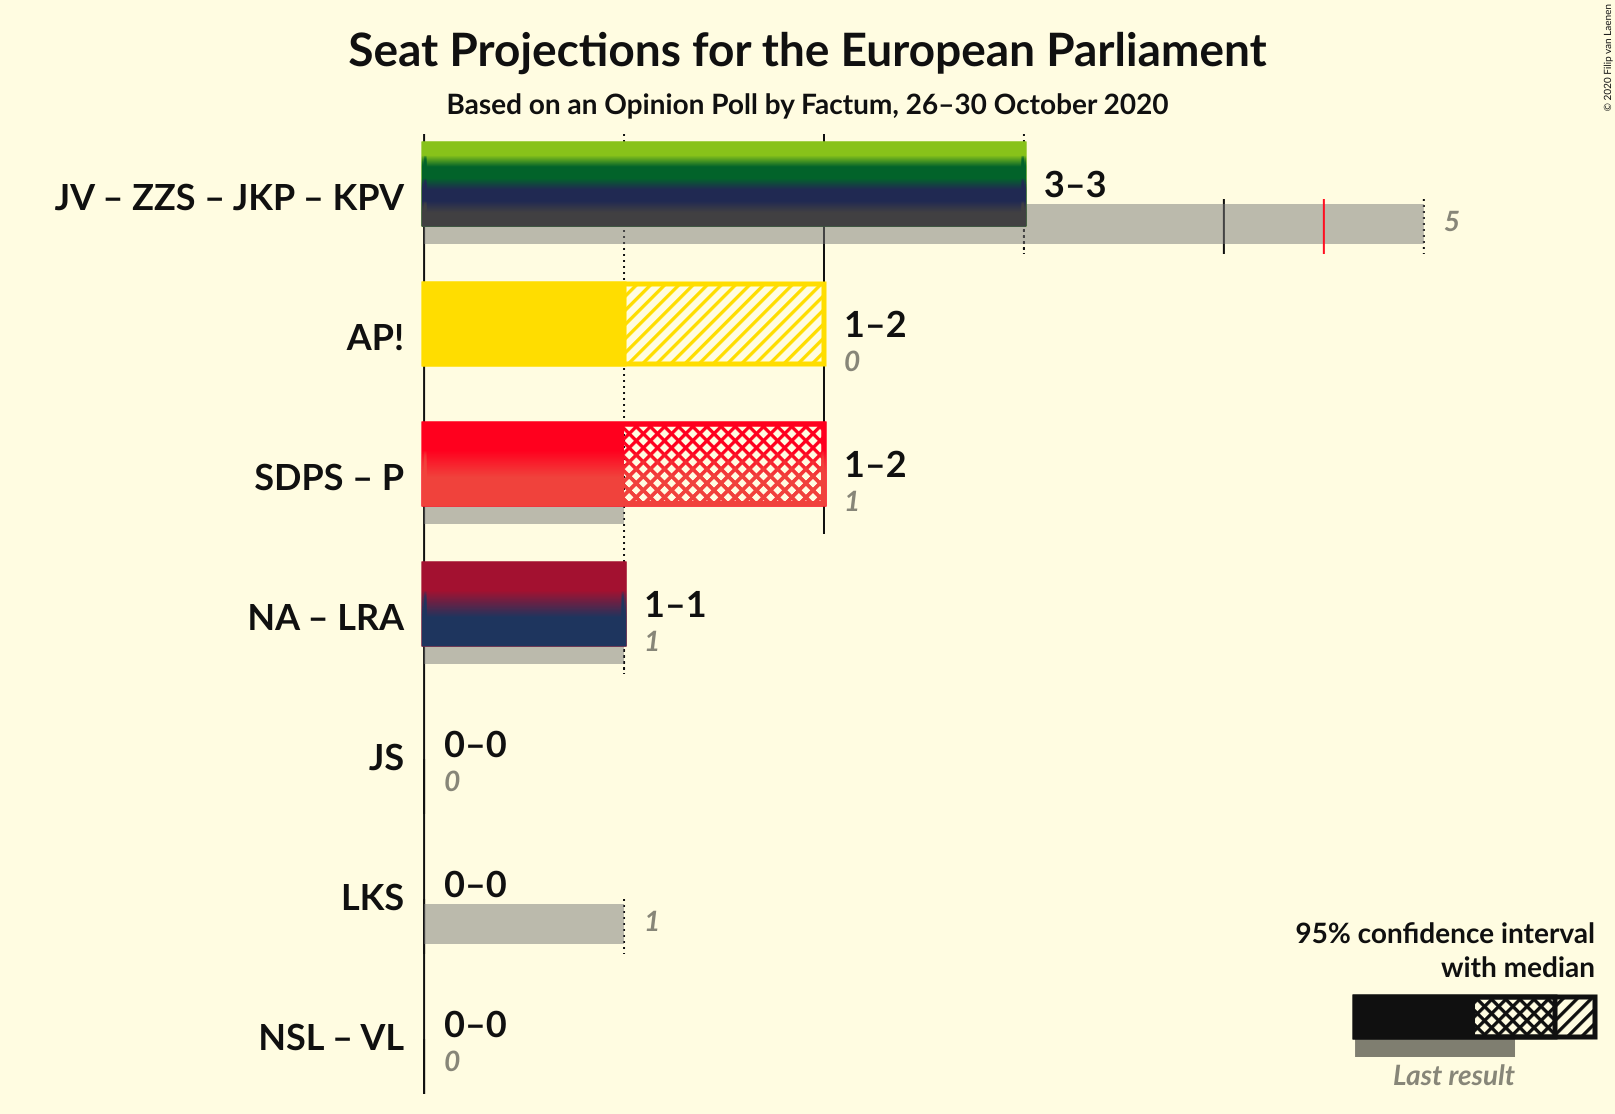 Seat Projections for the European Parliament
Based on an Opinion Poll by Factum, 26–30 October 2020
© 2020 Filip van Laenen
JV – ZZS – JKP – KPV
3–3
5
AP!
1–2
0
SDPS – P
1–2
1
NA – LRA
1–1
1
JS
0–0
0
LKS
0–0
1
NSL – VL
0–0
0
95% confidence interval
with median
Last result